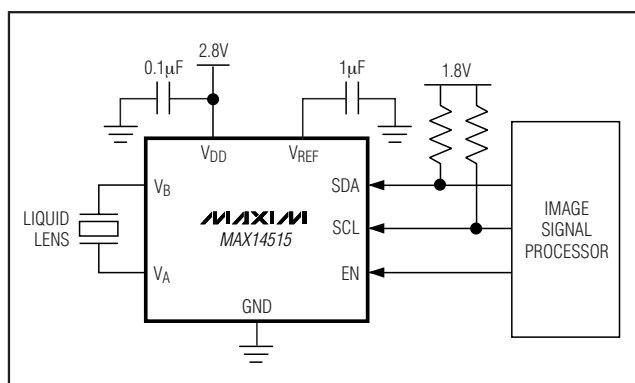 2.8V
0.1μF
1μF
1.8V
VDD
VREF
VB
SDA
LIQUID
LENS
MAXIM
MAX14515
SCL
IMAGE
SIGNAL
PROCESSOR
VA
EN
GND